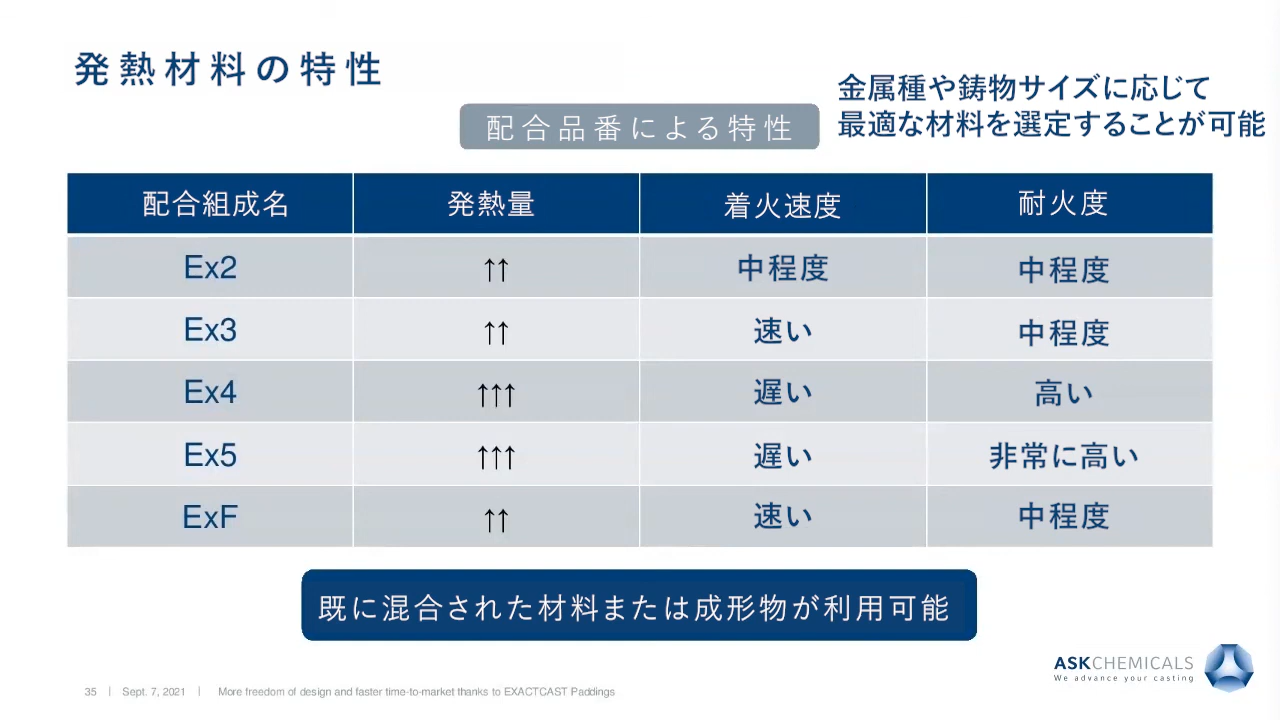 発熱材料の特性
金属種や鋳物サイズに応じて
最適な材料を選定することが可能
配合品番による特性
配合組成名 発熱量 着火速度 耐火度
Ex2 ↑↑ 中程度 中程度
Ex3 ↑↑ 速い 中程度
Ex4 ↑↑↑ 遅い 高い
Ex5 ↑↑↑ 遅い 非常に高い
ExF ↑↑ 速い 中程度
既に混合された材料または成形物が利用可能
ASKCHEMICALS
We advance your casting
35 | Sept. 7, 2021 | More freedom of design and faster time-to-market thanks to EXACTCAST Paddings